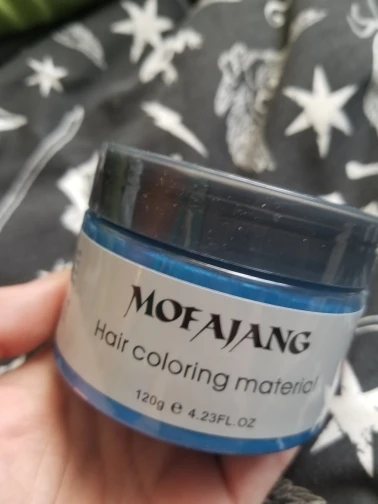 MOFAJANG
Hair coloring material
120g ℮ 4.23FL.OZ